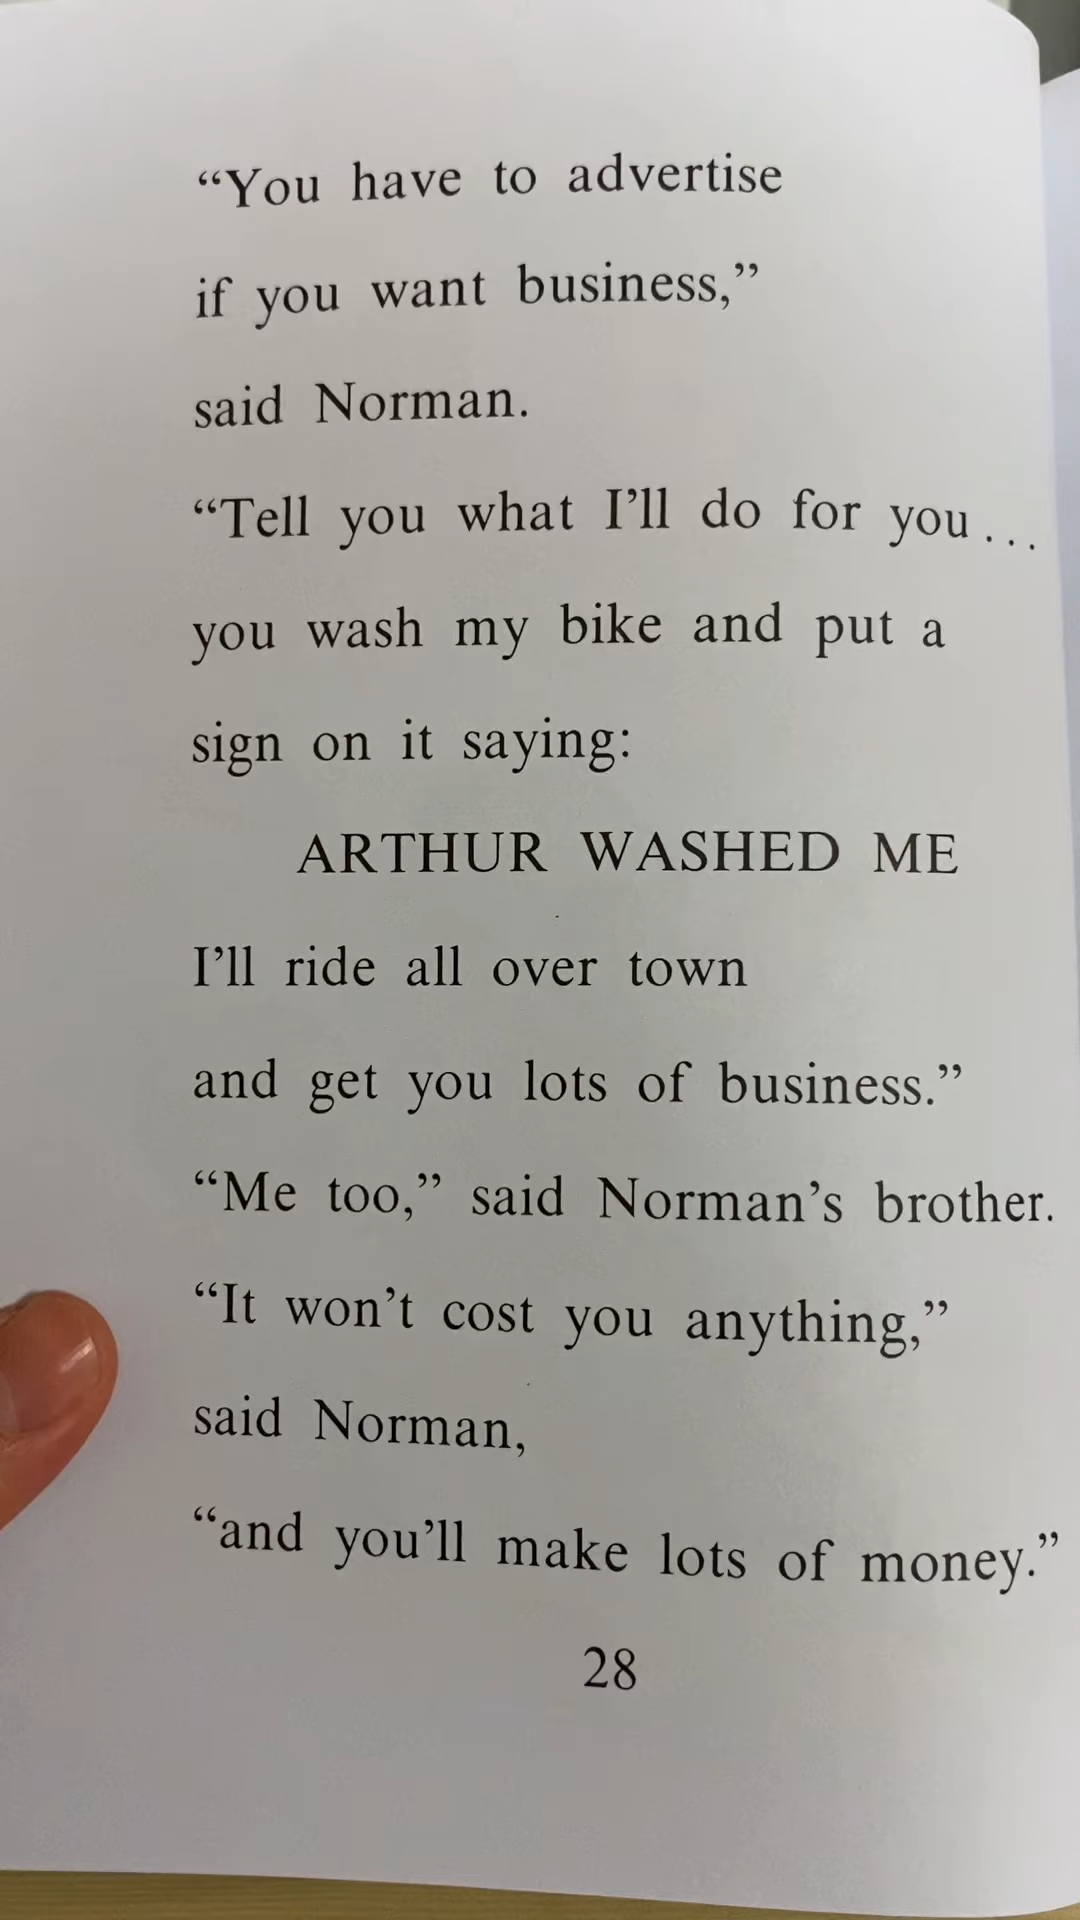 “You have to advertise
if you want business,”
said Norman.
“Tell you what I’ll do for you...
you wash my bike and put a
sign on it saying:
ARTHUR WASHED ME
I’ll ride all over town
and get you lots of business.”
“Me too,” said Norman’s brother.
“It won’t cost you anything,”
said Norman,
“and you’ll make lots of money.”
28